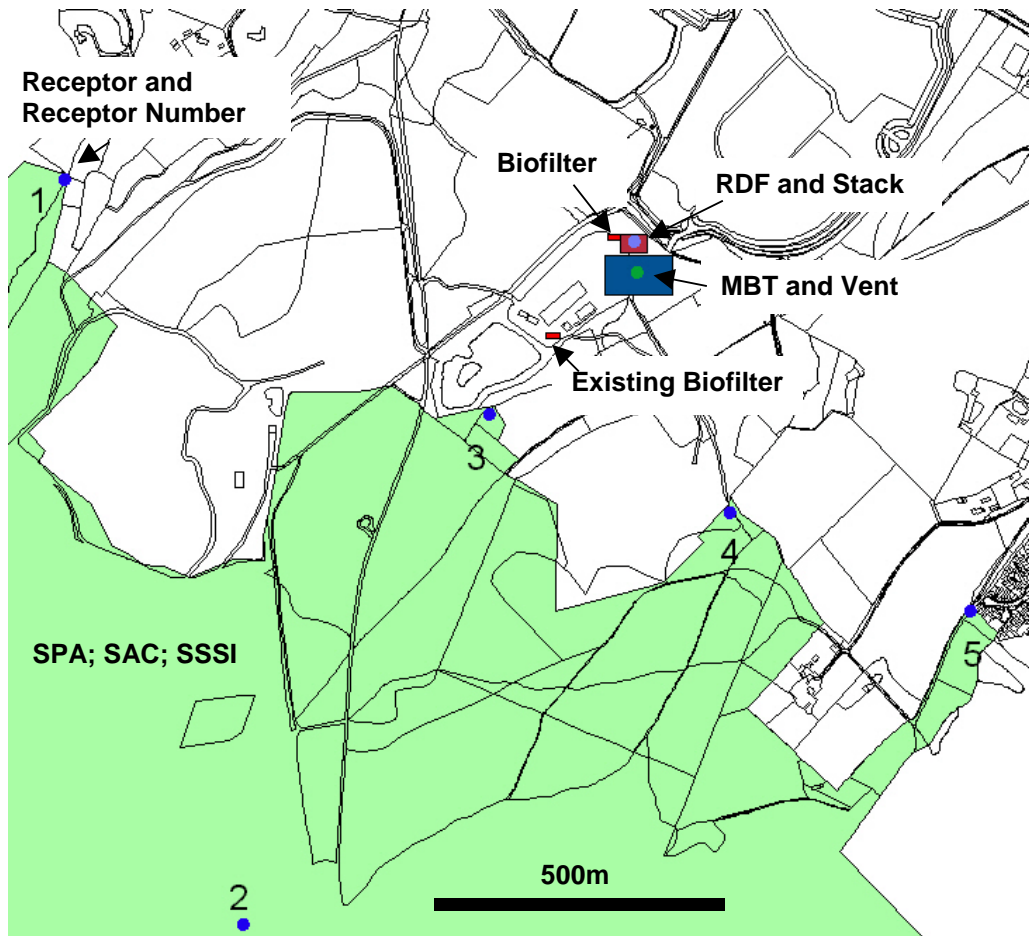 Receptor and
Receptor Number
1
Biofilter
RDF and Stack
MBT and Vent
Existing Biofilter
3
4
5
SPA; SAC; SSSI
2
500m